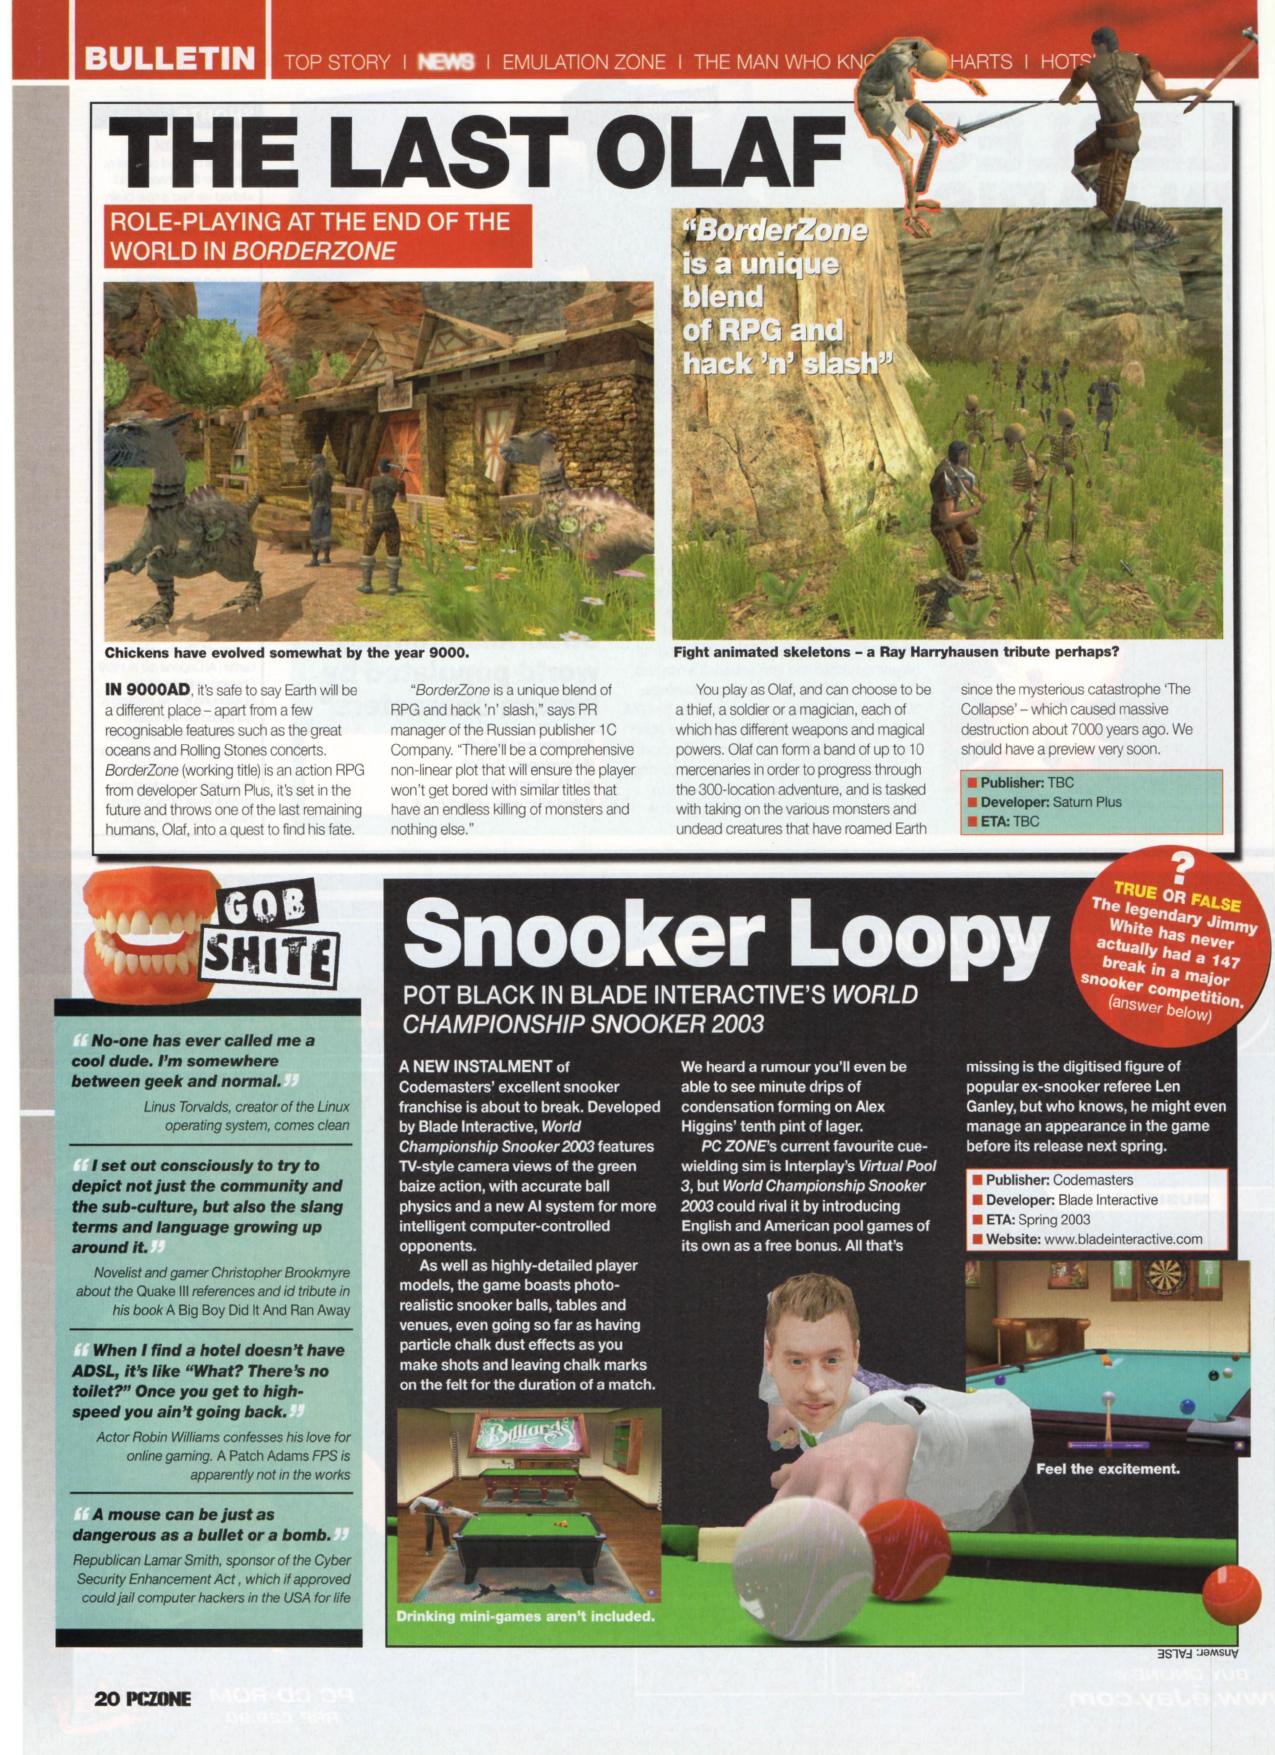 BULLETIN
TOP STORY | NEWS | EMULATION ZONE | THE MAN WHO KNO HARTS | HOTS
THE LAST OLAF
ROLE-PLAYING AT THE END OF THE
WORLD IN BORDERZONE
“BorderZone
is a unique
blend
of RPG and
hack ’n’ slash”
Chickens have evolved somewhat by the year 9000.
Fight animated skeletons – a Ray Harryhausen tribute perhaps?
IN 9000AD, it’s safe to say Earth will be
a different place – apart from a few
recognisable features such as the great
oceans and Rolling Stones concerts.
BorderZone (working title) is an action RPG
from developer Saturn Plus, it’s set in the
future and throws one of the last remaining
humans, Olaf, into a quest to find his fate.
“BorderZone is a unique blend of
RPG and hack ’n’ slash,” says PR
manager of the Russian publisher 1C
Company. “There’ll be a comprehensive
non-linear plot that will ensure the player
won’t get bored with similar titles that
have an endless killing of monsters and
nothing else.”
You play as Olaf, and can choose to be
a thief, a soldier or a magician, each of
which has different weapons and magical
powers. Olaf can form a band of up to 10
mercenaries in order to progress through
the 300-location adventure, and is tasked
with taking on the various monsters and
undead creatures that have roamed Earth
since the mysterious catastrophe ‘The
Collapse’ – which caused massive
destruction about 7000 years ago. We
should have a preview very soon.
■ Publisher: TBC
■ Developer: Saturn Plus
■ ETA: TBC
GOB
SHITE
“No-one has ever called me a
cool dude. I’m somewhere
between geek and normal.”
Linus Torvalds, creator of the Linux
operating system, comes clean
“I set out consciously to try to
depict not just the community and
the sub-culture, but also the slang
terms and language growing up
around it.”
Novelist and gamer Christopher Brookmyre
about the Quake III references and id tribute in
his book A Big Boy Did It And Ran Away
“When I find a hotel doesn’t have
ADSL, it’s like “What? There’s no
toilet?” Once you get to high-
speed you ain’t going back.”
Actor Robin Williams confesses his love for
online gaming. A Patch Adams FPS is
apparently not in the works
“A mouse can be just as
dangerous as a bullet or a bomb.”
Republican Lamar Smith, sponsor of the Cyber
Security Enhancement Act, which if approved
could jail computer hackers in the USA for life
Snooker Loopy
POT BLACK IN BLADE INTERACTIVE’S WORLD
CHAMPIONSHIP SNOOKER 2003
?
TRUE OR FALSE
The legendary Jimmy
White has never
actually had a 147
break in a major
snooker competition.
(answer below)
A NEW INSTALMENT of
Codemasters’ excellent snooker
franchise is about to break. Developed
by Blade Interactive, World
Championship Snooker 2003 features
TV-style camera views of the green
baize action, with accurate ball
physics and a new AI system for more
intelligent computer-controlled
opponents.
As well as highly-detailed player
models, the game boasts photo-
realistic snooker balls, tables and
venues, even going so far as having
particle chalk dust effects as you
make shots and leaving chalk marks
on the felt for the duration of a match.
We heard a rumour you’ll even be
able to see minute drips of
condensation forming on Alex
Higgins’ tenth pint of lager.
PC ZONE’s current favourite cue-
wielding sim is Interplay’s Virtual Pool
3, but World Championship Snooker
2003 could rival it by introducing
English and American pool games of
its own as a free bonus. All that’s
missing is the digitised figure of
popular ex-snooker referee Len
Ganley, but who knows, he might even
manage an appearance in the game
before its release next spring.
■ Publisher: Codemasters
■ Developer: Blade Interactive
■ ETA: Spring 2003
■ Website: www.bladeinteractive.com
Billiards
Feel the excitement.
Drinking mini-games aren’t included.
Answer: FALSE
20 PCZONE